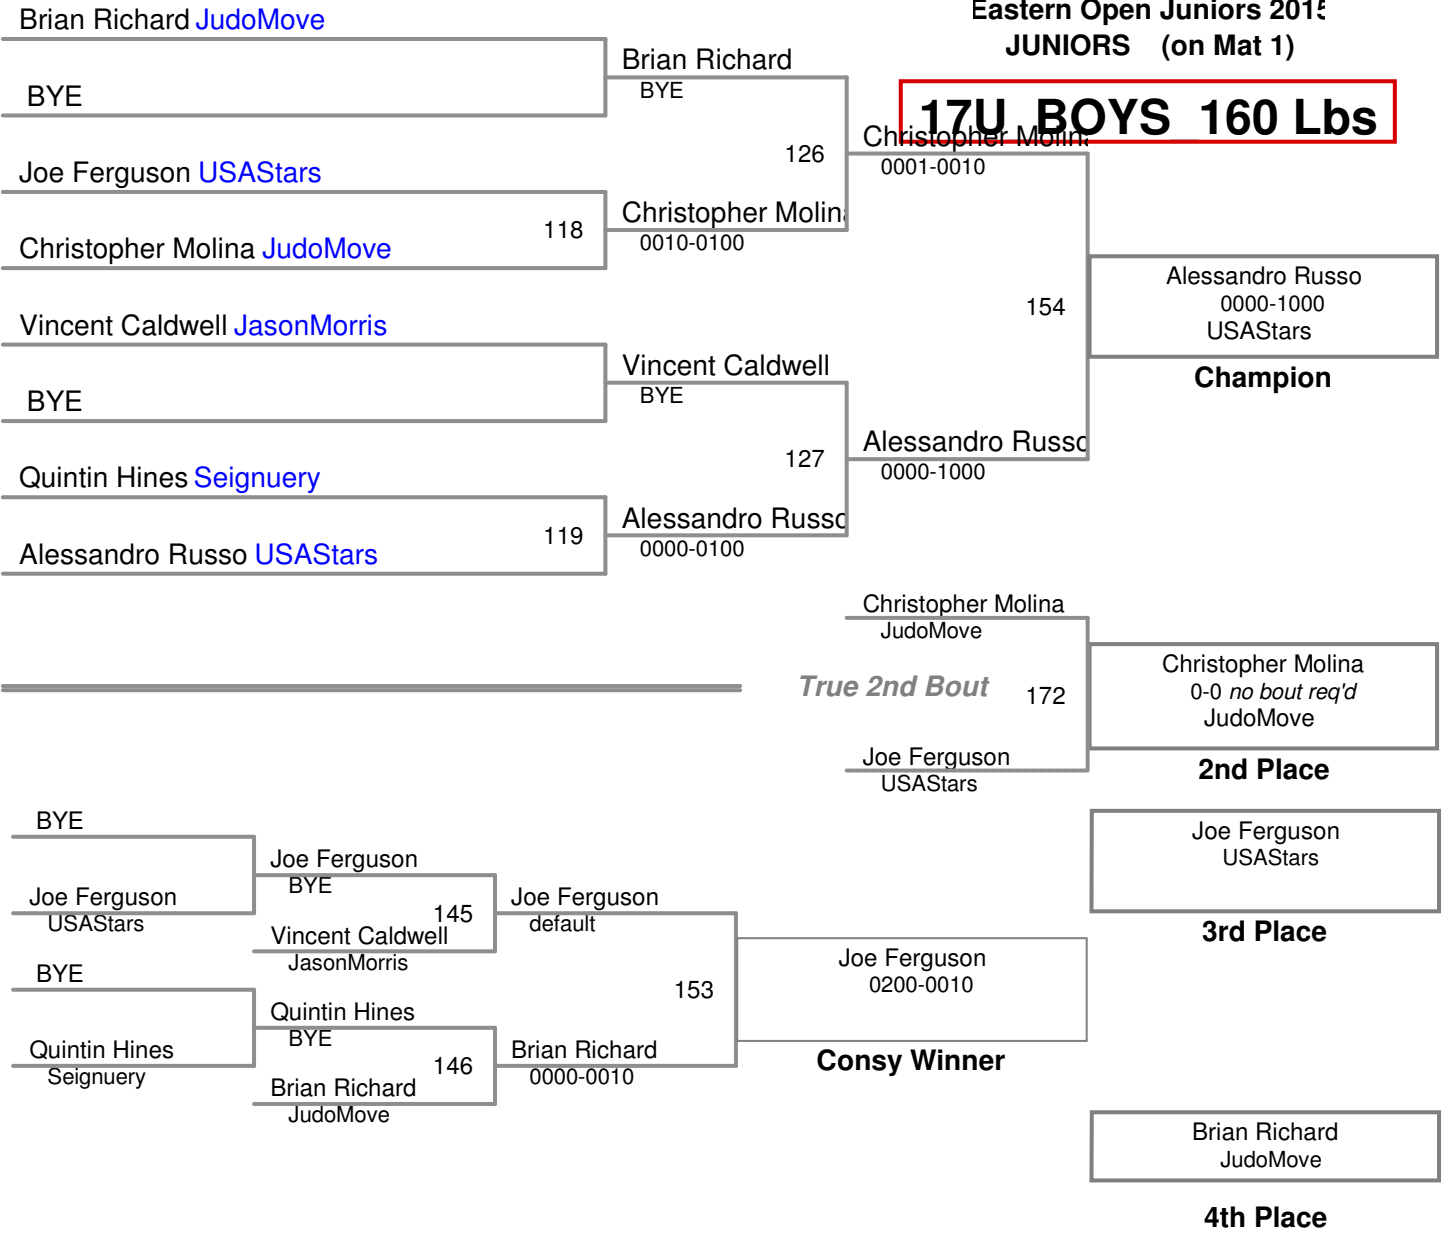 Eastern Open Juniors 2015
JUNIORS (on Mat 1)
17U BOYS 160 Lbs
Brian Richard JudoMove
BYE
Joe Ferguson USAStars
118
Christopher Molina JudoMove
Vincent Caldwell JasonMorris
BYE
Quintin Hines Seignuery
119
Alessandro Russo USAStars
Brian Richard
BYE
126
Christopher Molina
0010-0100
Vincent Caldwell
BYE
127
Alessandro Russo
0000-0100
Christopher Molina
0001-0010
154
Alessandro Russo
0000-1000
Alessandro Russo
0000-1000
USAStars
Champion
Christopher Molina
JudoMove
True 2nd Bout 172
Joe Ferguson
USAStars
Christopher Molina
0-0 no bout req'd
JudoMove
2nd Place
Joe Ferguson
USAStars
3rd Place
BYE
Joe Ferguson
USAStars
BYE
Quintin Hines
Seignuery
Joe Ferguson
BYE
145
Vincent Caldwell
JasonMorris
Quintin Hines
BYE
146
Brian Richard
JudoMove
Joe Ferguson
default
153
Brian Richard
0000-0010
Joe Ferguson
0200-0010
Consy Winner
Brian Richard
JudoMove
4th Place